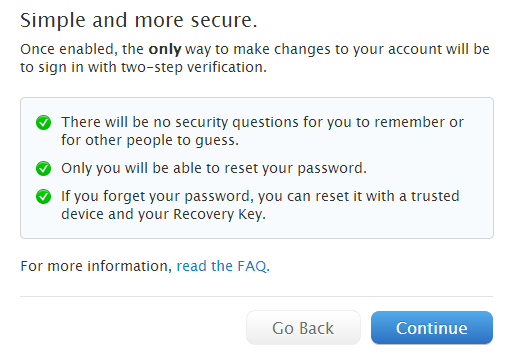 Simple and more secure.
Once enabled, the only way to make changes to your account will be
to sign in with two-step verification.
There will be no security questions for you to remember or
for other people to guess.
Only you will be able to reset your password.
If you forget your password, you can reset it with a trusted
device and your Recovery Key.
For more information, read the FAQ.
Go Back
Continue